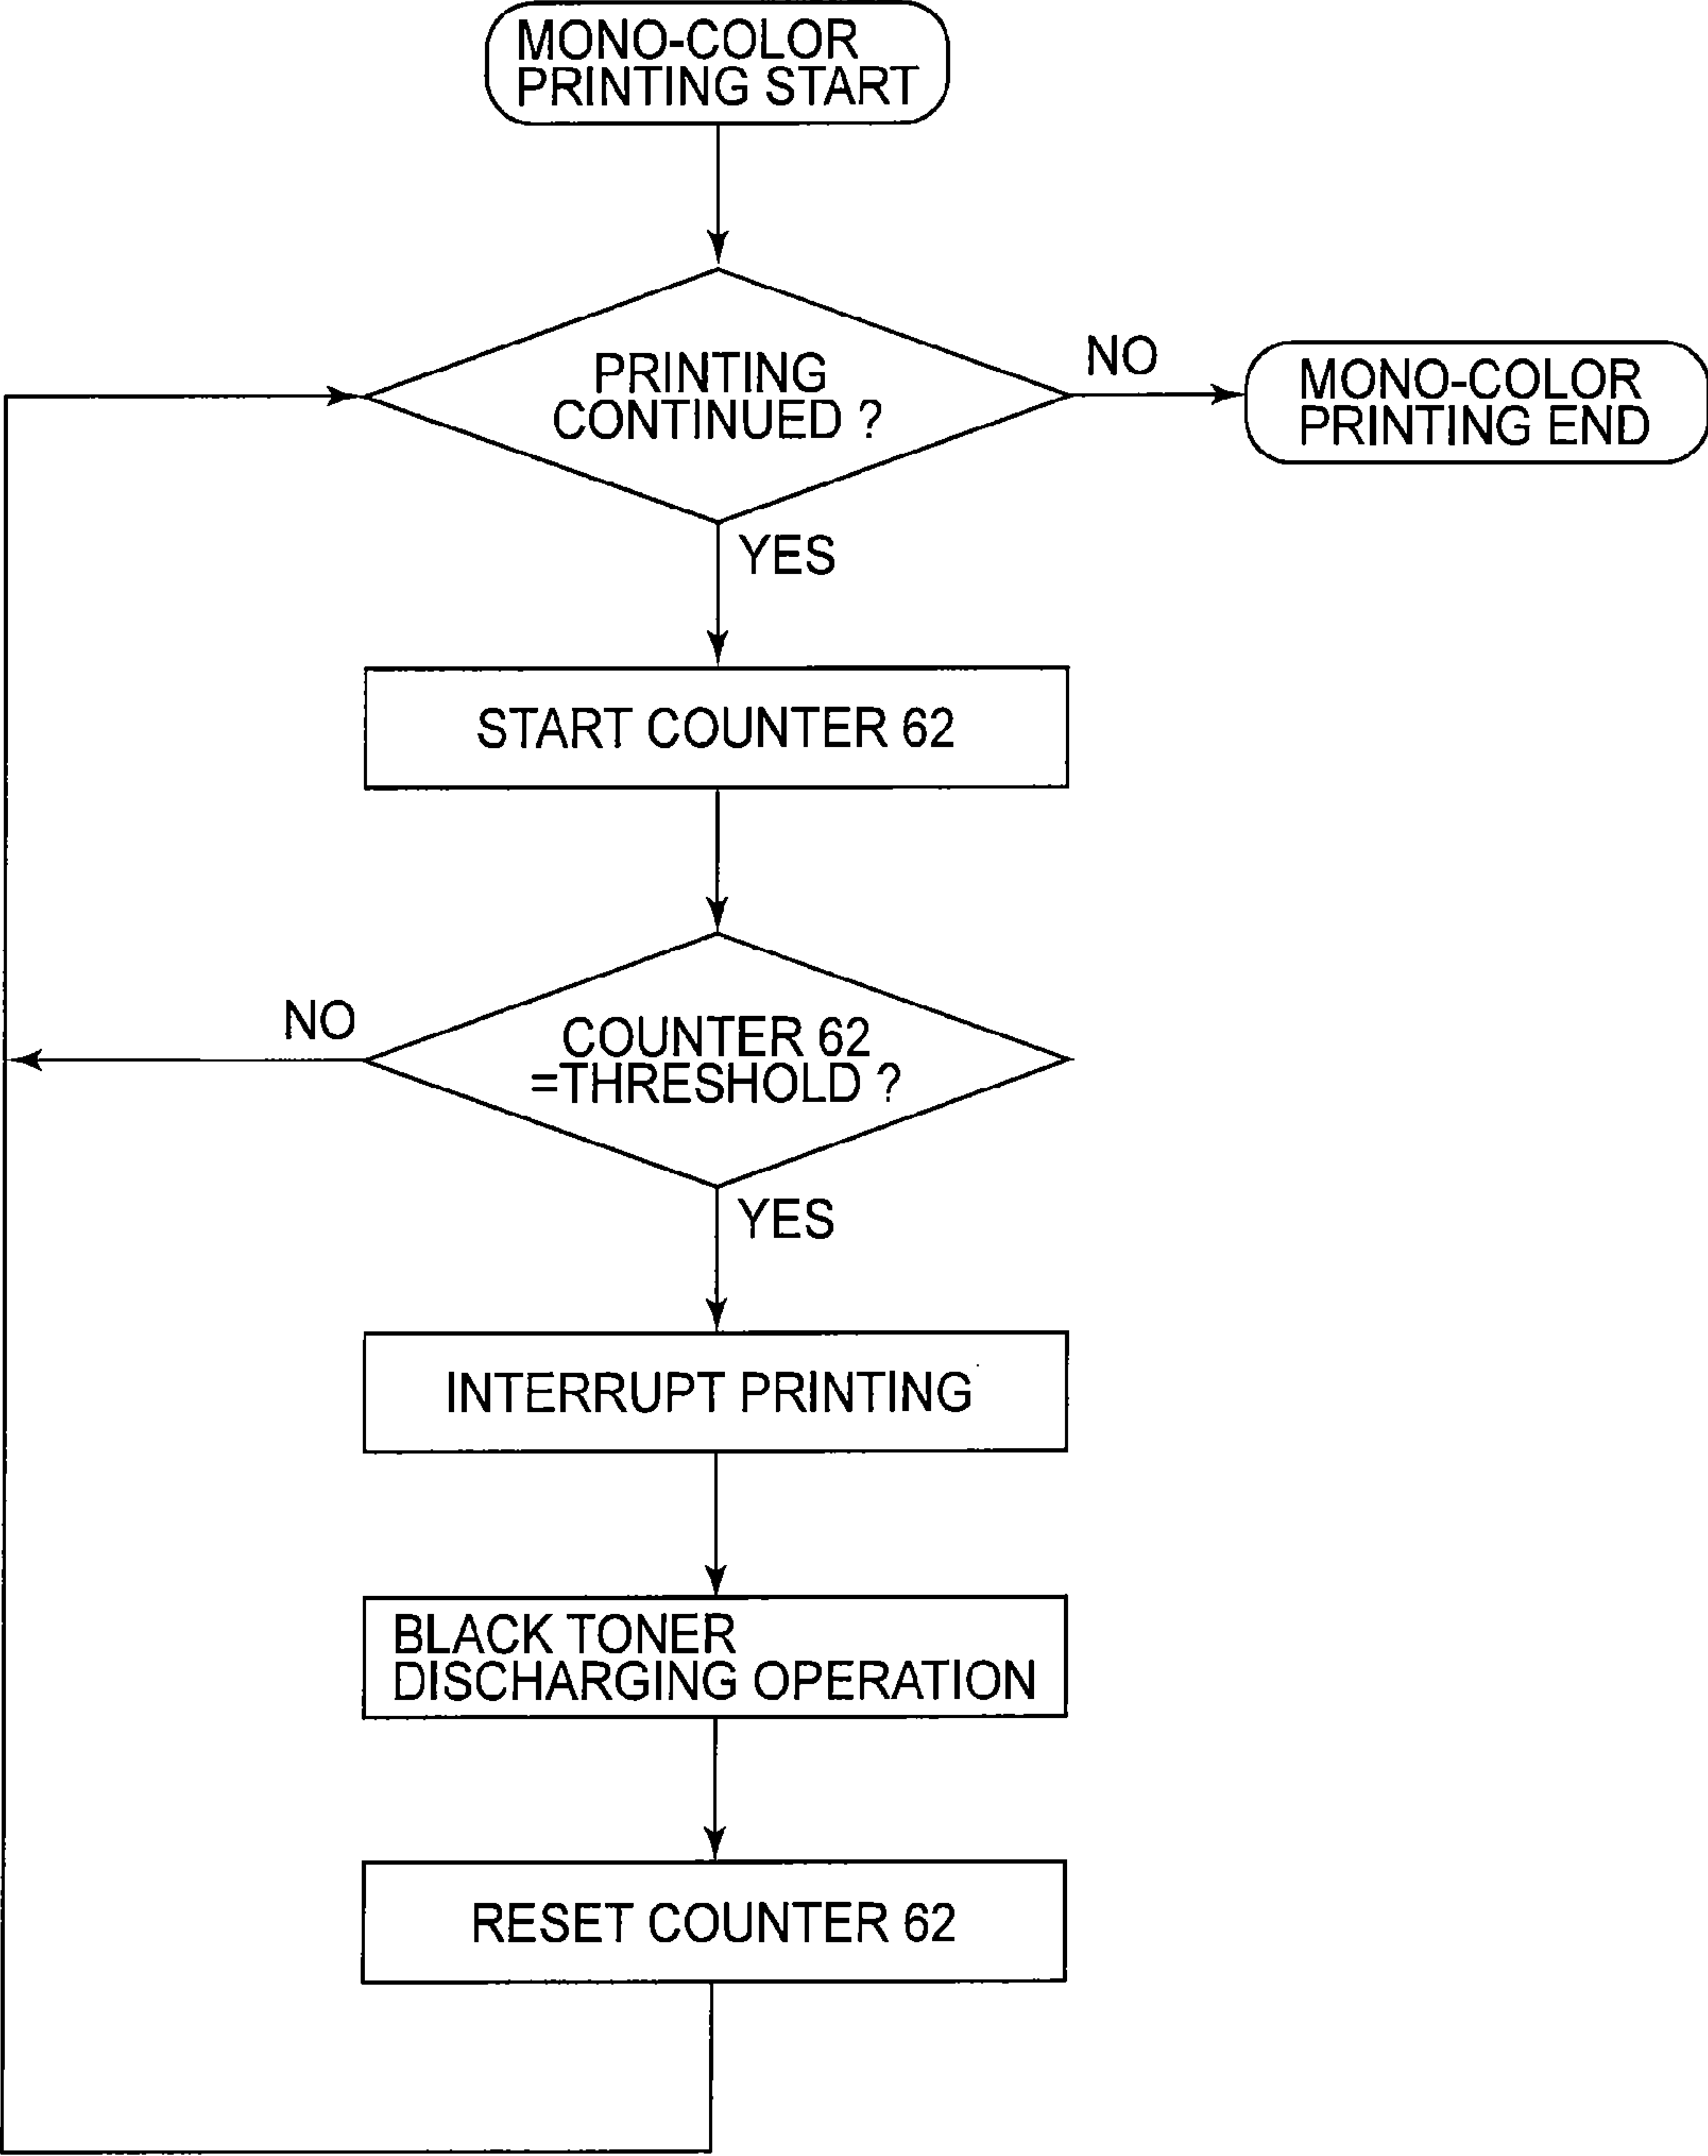 MONO-COLOR
PRINTING START
PRINTING
CONTINUED ?
NO
MONO-COLOR
PRINTING END
YES
START COUNTER 62
NO
COUNTER 62
=THRESHOLD ?
YES
INTERRUPT PRINTING
BLACK TONER
DISCHARGING OPERATION
RESET COUNTER 62